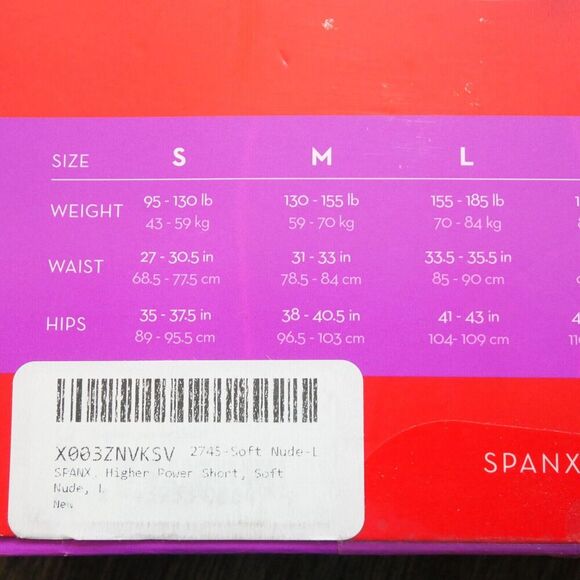 SIZE S M L
WEIGHT 95 - 130 lb 130 - 155 lb 155 - 185 lb
43 - 59 kg 59 - 70 kg 70 - 84 kg
WAIST 27 - 30.5 in 31 - 33 in 33.5 - 35.5 in
68.5 - 77.5 cm 78.5 - 84 cm 85 - 90 cm
HIPS 35 - 37.5 in 38 - 40.5 in 41 - 43 in
89 - 95.5 cm 96.5 - 103 cm 104- 109 cm
X003ZNVKSV 2745-Soft Nude-L
SPANX. Higher Power Short, Soft
Nude, L
New
SPANX